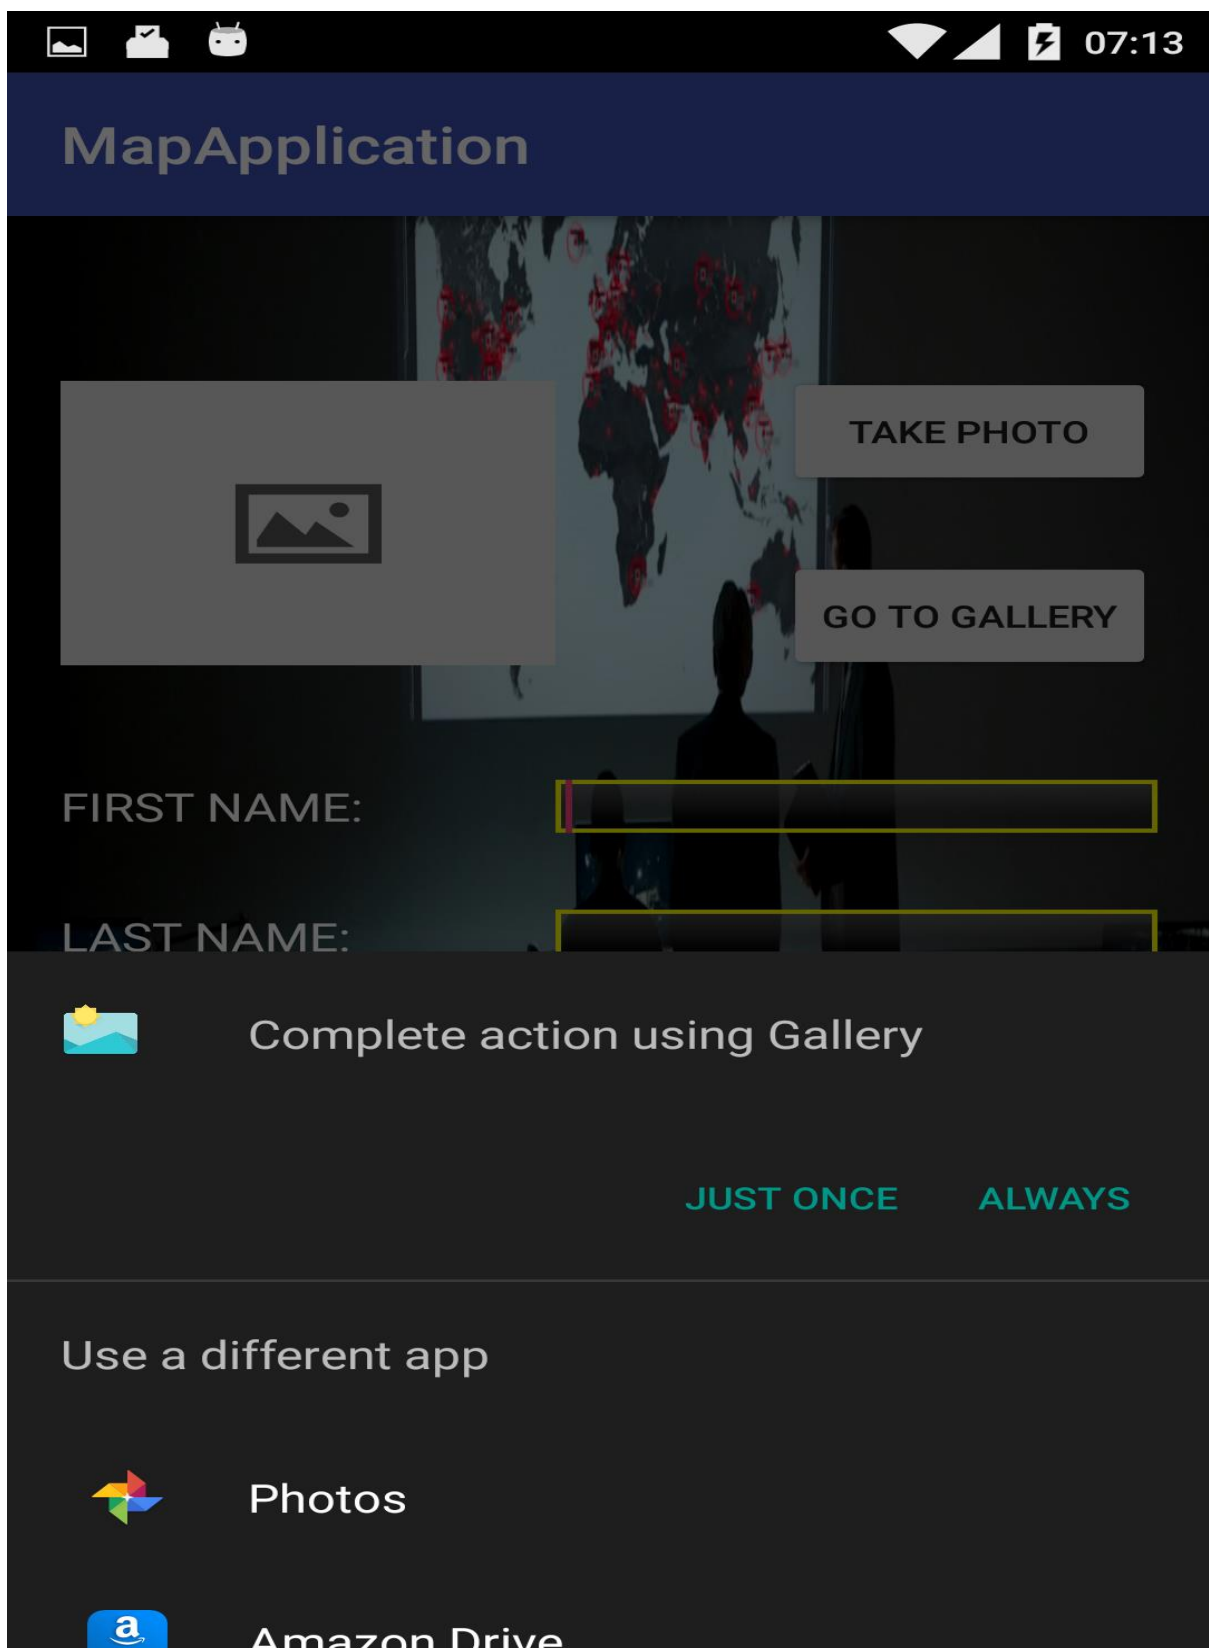 07:13
MapApplication
TAKE PHOTO
GO TO GALLERY
FIRST NAME:
LAST NAME:
Complete action using Gallery
JUST ONCE ALWAYS
Use a different app
Photos
a
Amazon Drive